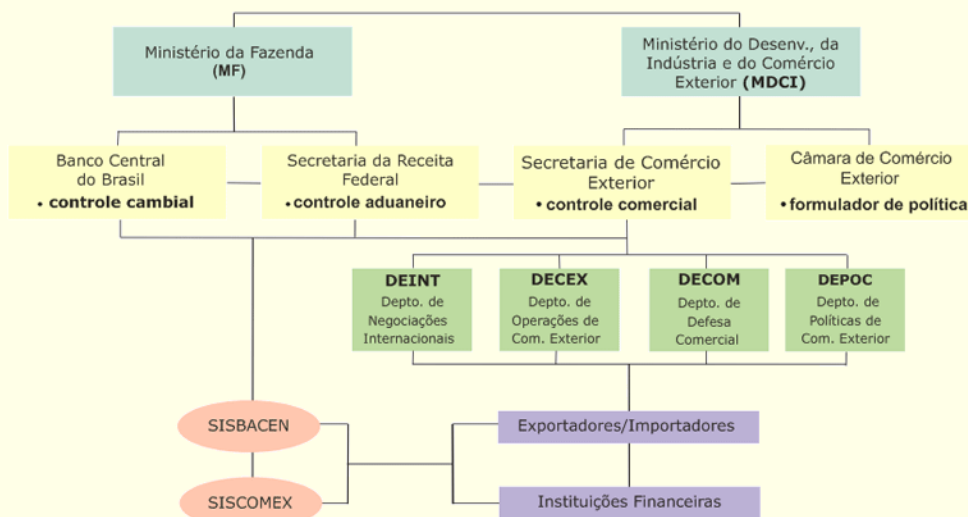 Ministério da Fazenda
(MF)
Ministério do Desenv., da
Indústria e do Comércio
Exterior (MDCI)
Banco Central
do Brasil
• controle cambial
Secretaria da Receita
Federal
• controle aduaneiro
Secretaria de Comércio
Exterior
• controle comercial
Câmara de Comércio
Exterior
• formulador de política
DEINT
Depto. de
Negociações
Internacionais
DECEX
Depto. de
Operações de
Com. Exterior
DECOM
Depto. de
Defesa
Comercial
DEPOC
Depto. de
Políticas de
Com. Exterior
SISBACEN
Exportadores/Importadores
SISCOMEX
Instituições Financeiras